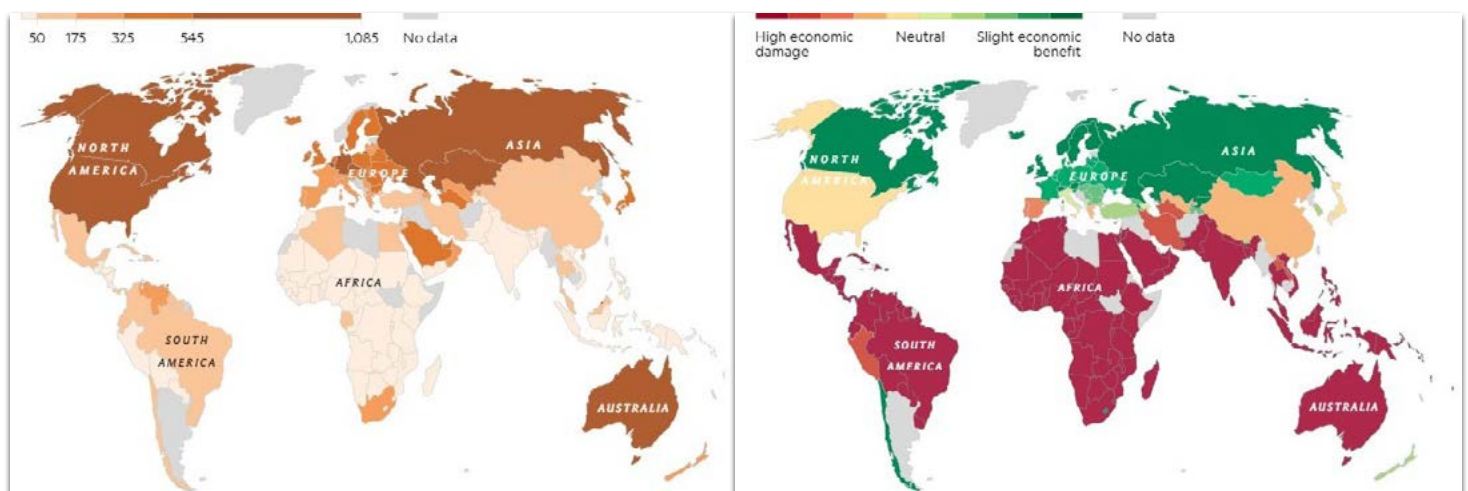 50 175 325 545 1,085 No data
NORTH
AMERICA
ASIA
EUROPE
AFRICA
SOUTH
AMERICA
AUSTRALIA
High economic
damage
Neutral
Slight economic
benefit
No data
NORTH
AMERICA
ASIA
EUROPE
AFRICA
SOUTH
AMERICA
AUSTRALIA